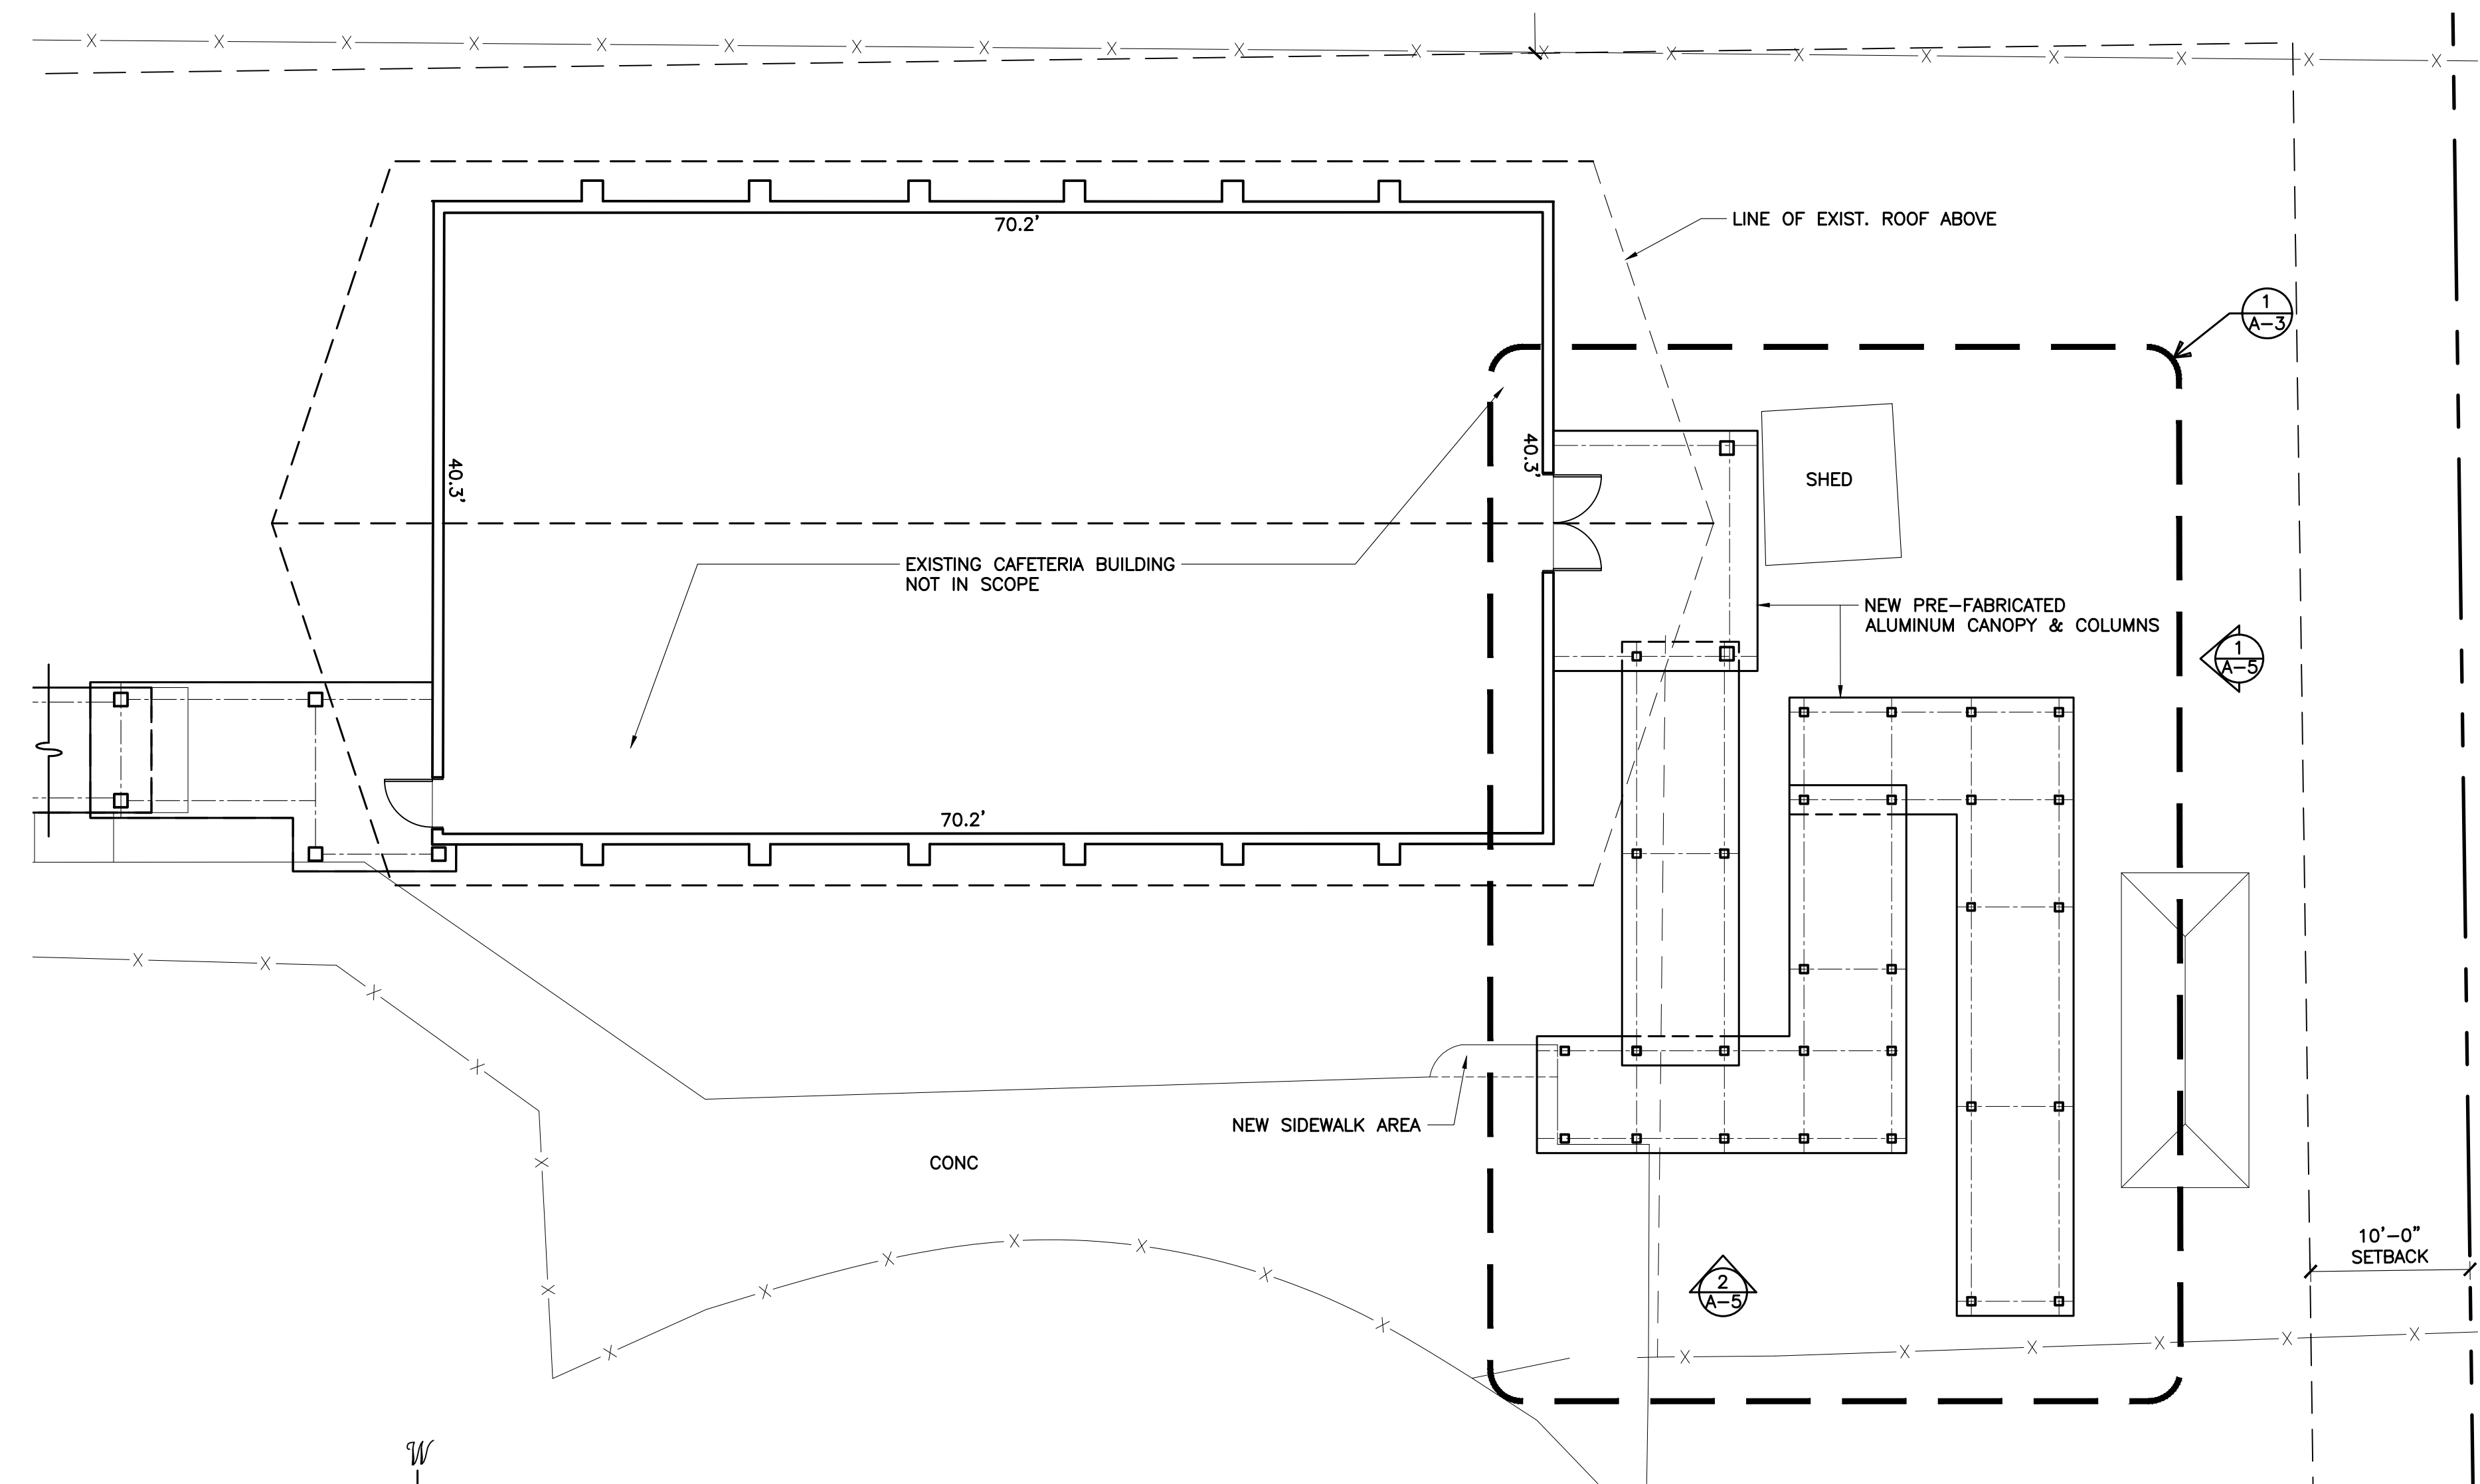 70.2'
LINE OF EXIST. ROOF ABOVE
1
A-3
40.3'
40.3'
SHED
EXISTING CAFETERIA BUILDING
NOT IN SCOPE
NEW PRE-FABRICATED
ALUMINUM CANOPY & COLUMNS
1
A-5
70.2'
NEW SIDEWALK AREA
CONC
10'-0"
SETBACK
2
A-5
W